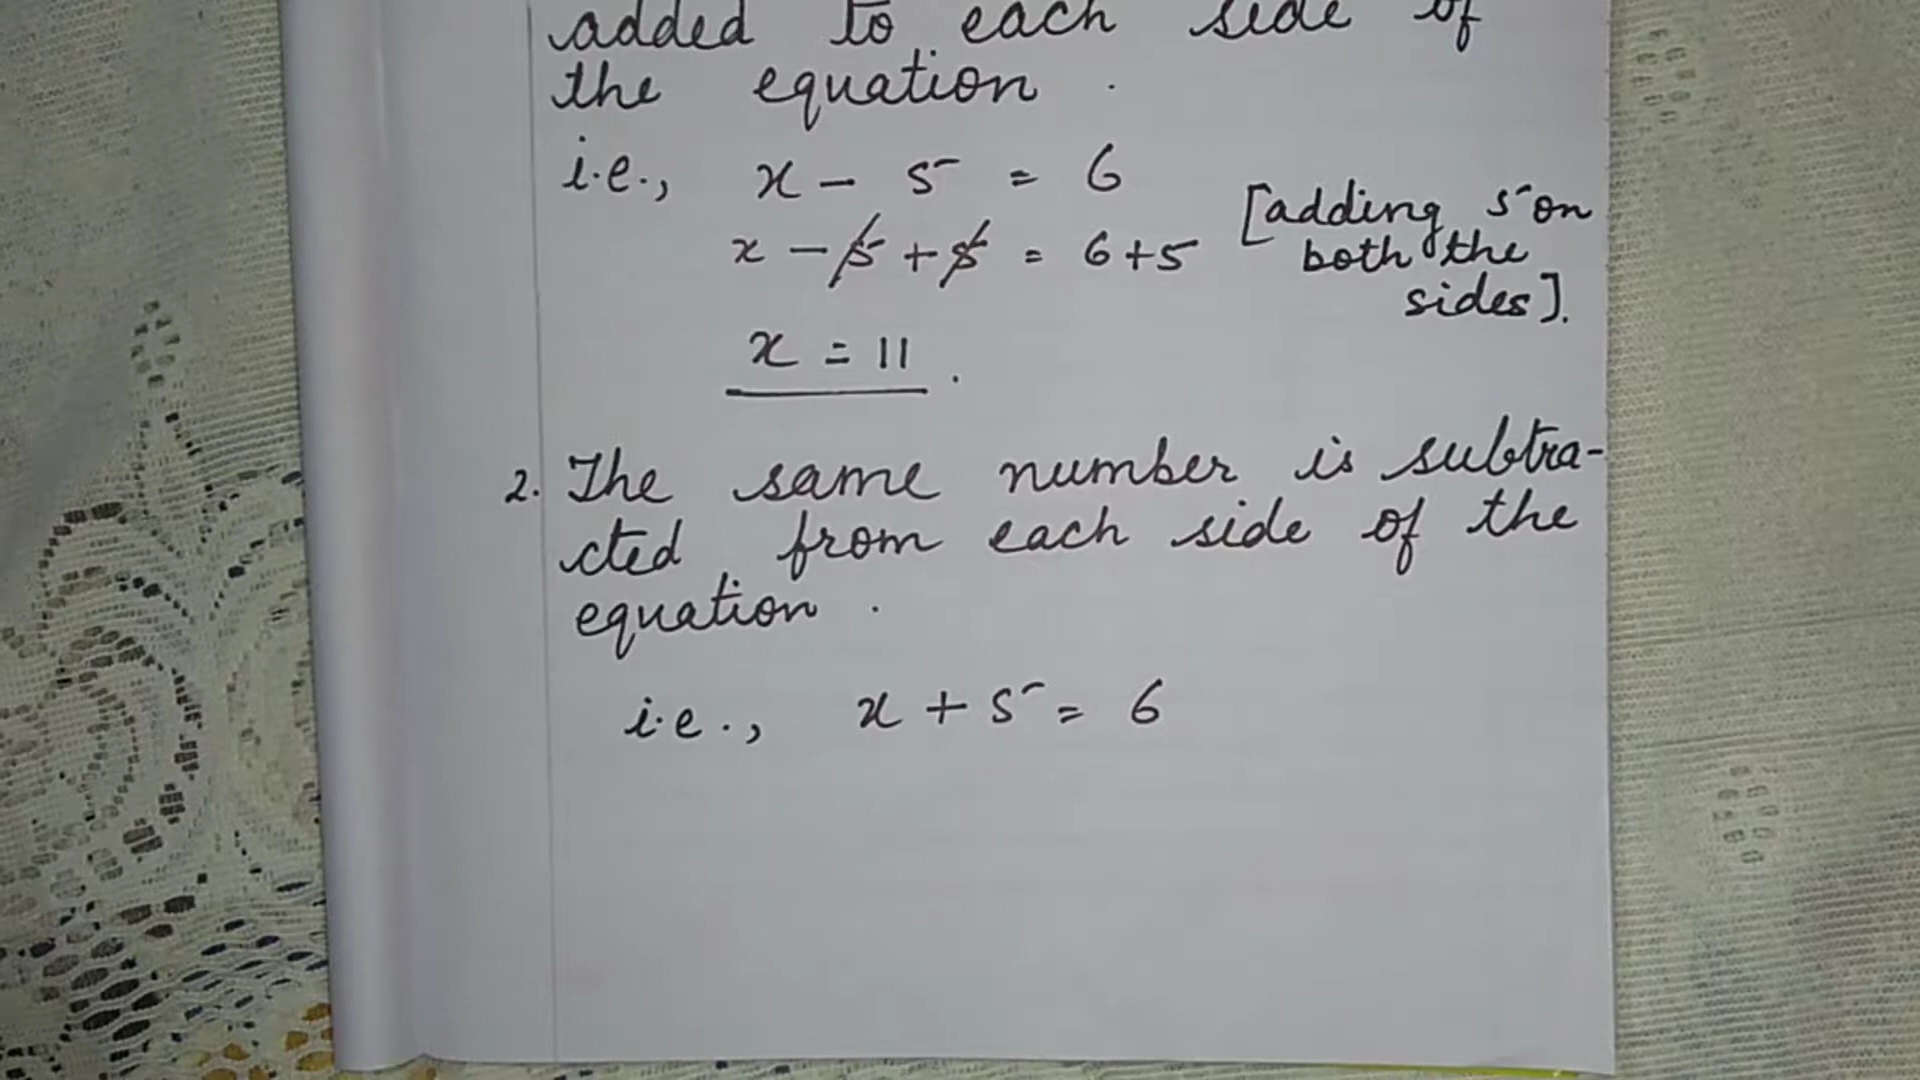 added to each side of
the equation.
i.e., x - 5 = 6
x - 5 + 5 = 6+5 [adding 5 on
both the
sides].
x = 11.
2. The same number is subtra-
cted from each side of the
equation.
i.e., x + 5 = 6